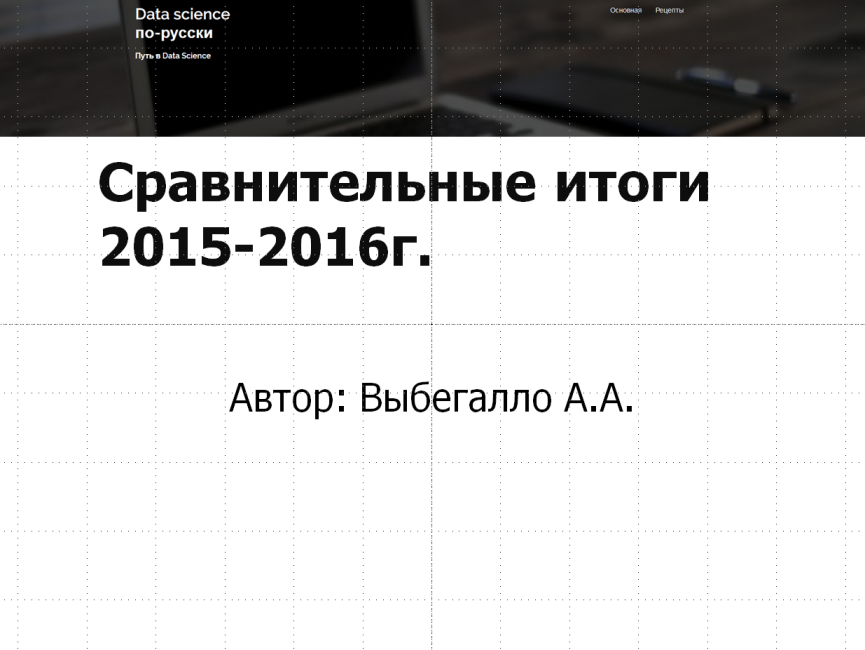 Data science
по-русски
Путь в Data Science
Основная Рецепты
Сравнительные итоги
2015-2016г.
Автор: Выбегалло А.А.